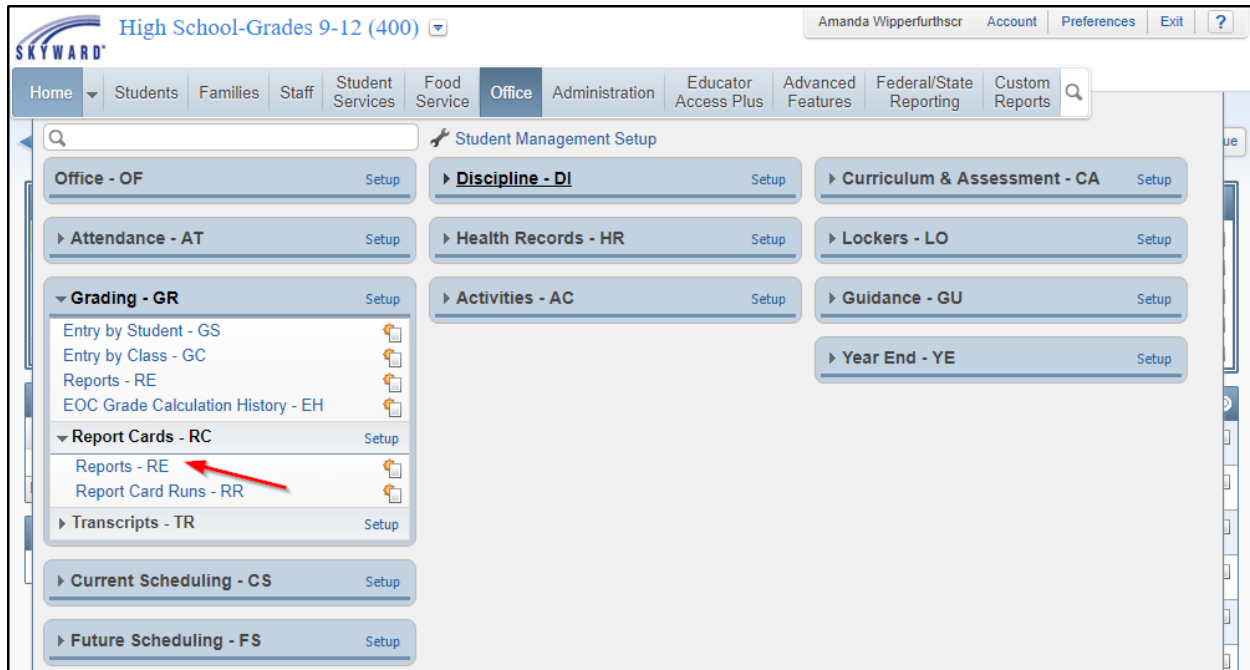 SKYWARD®
High School-Grades 9-12 (400)
Amanda Wipperfurthscr Account Preferences Exit ?
Home Students Families Staff Student Services Food Service Office Administration Educator Access Plus Advanced Features Federal/State Reporting Custom Reports
Student Management Setup
ue
Office - OF Setup
Discipline - DI Setup
Curriculum & Assessment - CA Setup
Attendance - AT Setup
Health Records - HR Setup
Lockers - LO Setup
Grading - GR Setup
Activities - AC Setup
Guidance - GU Setup
Entry by Student - GS
Entry by Class - GC
Reports - RE
EOC Grade Calculation History - EH
Year End - YE Setup
Report Cards - RC Setup
Reports - RE
Report Card Runs - RR
Transcripts - TR Setup
Current Scheduling - CS Setup
Future Scheduling - FS Setup